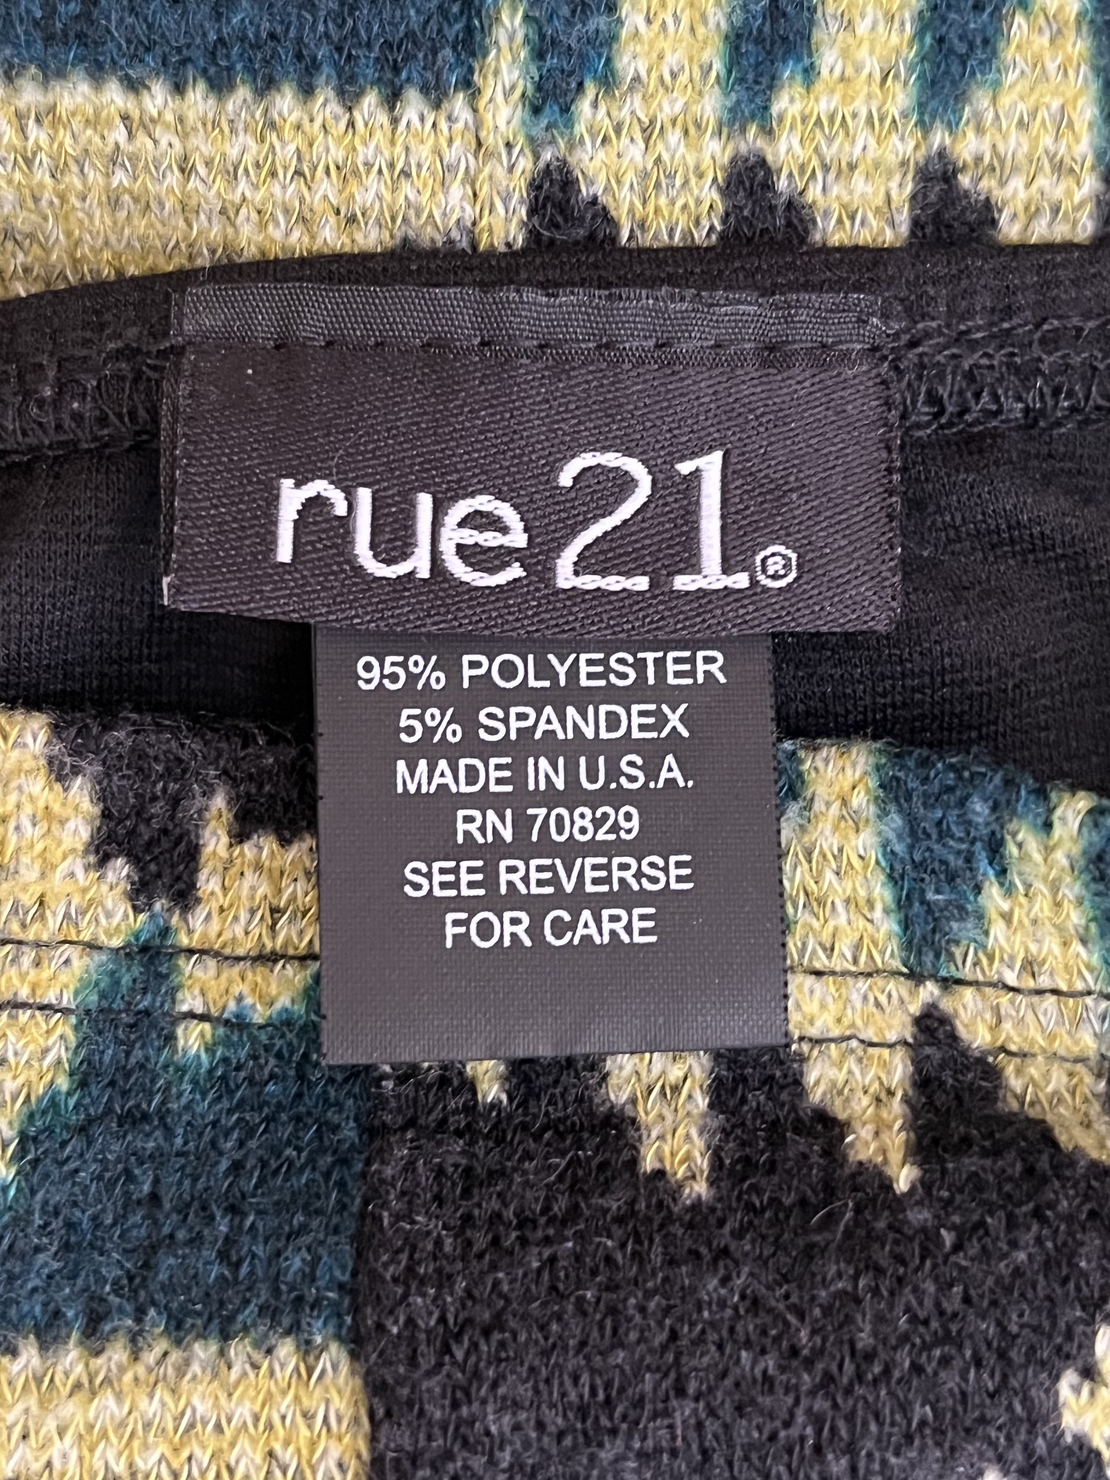 rue21®
95% POLYESTER
5% SPANDEX
MADE IN U.S.A.
RN 70829
SEE REVERSE
FOR CARE